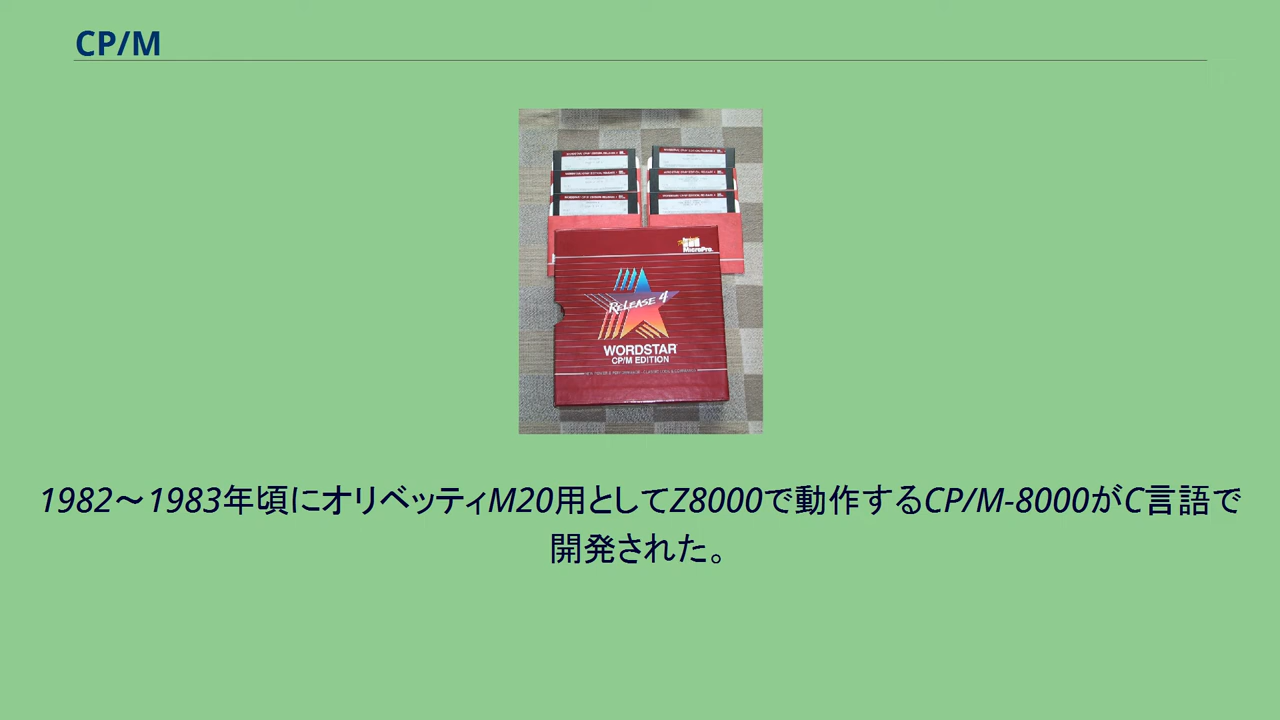 CP/M
MicroPro
RELEASE 4
WORDSTAR
CP/M EDITION
1982～1983年頃にオリベッティM20用としてZ8000で動作するCP/M-8000がC言語で
開発された。